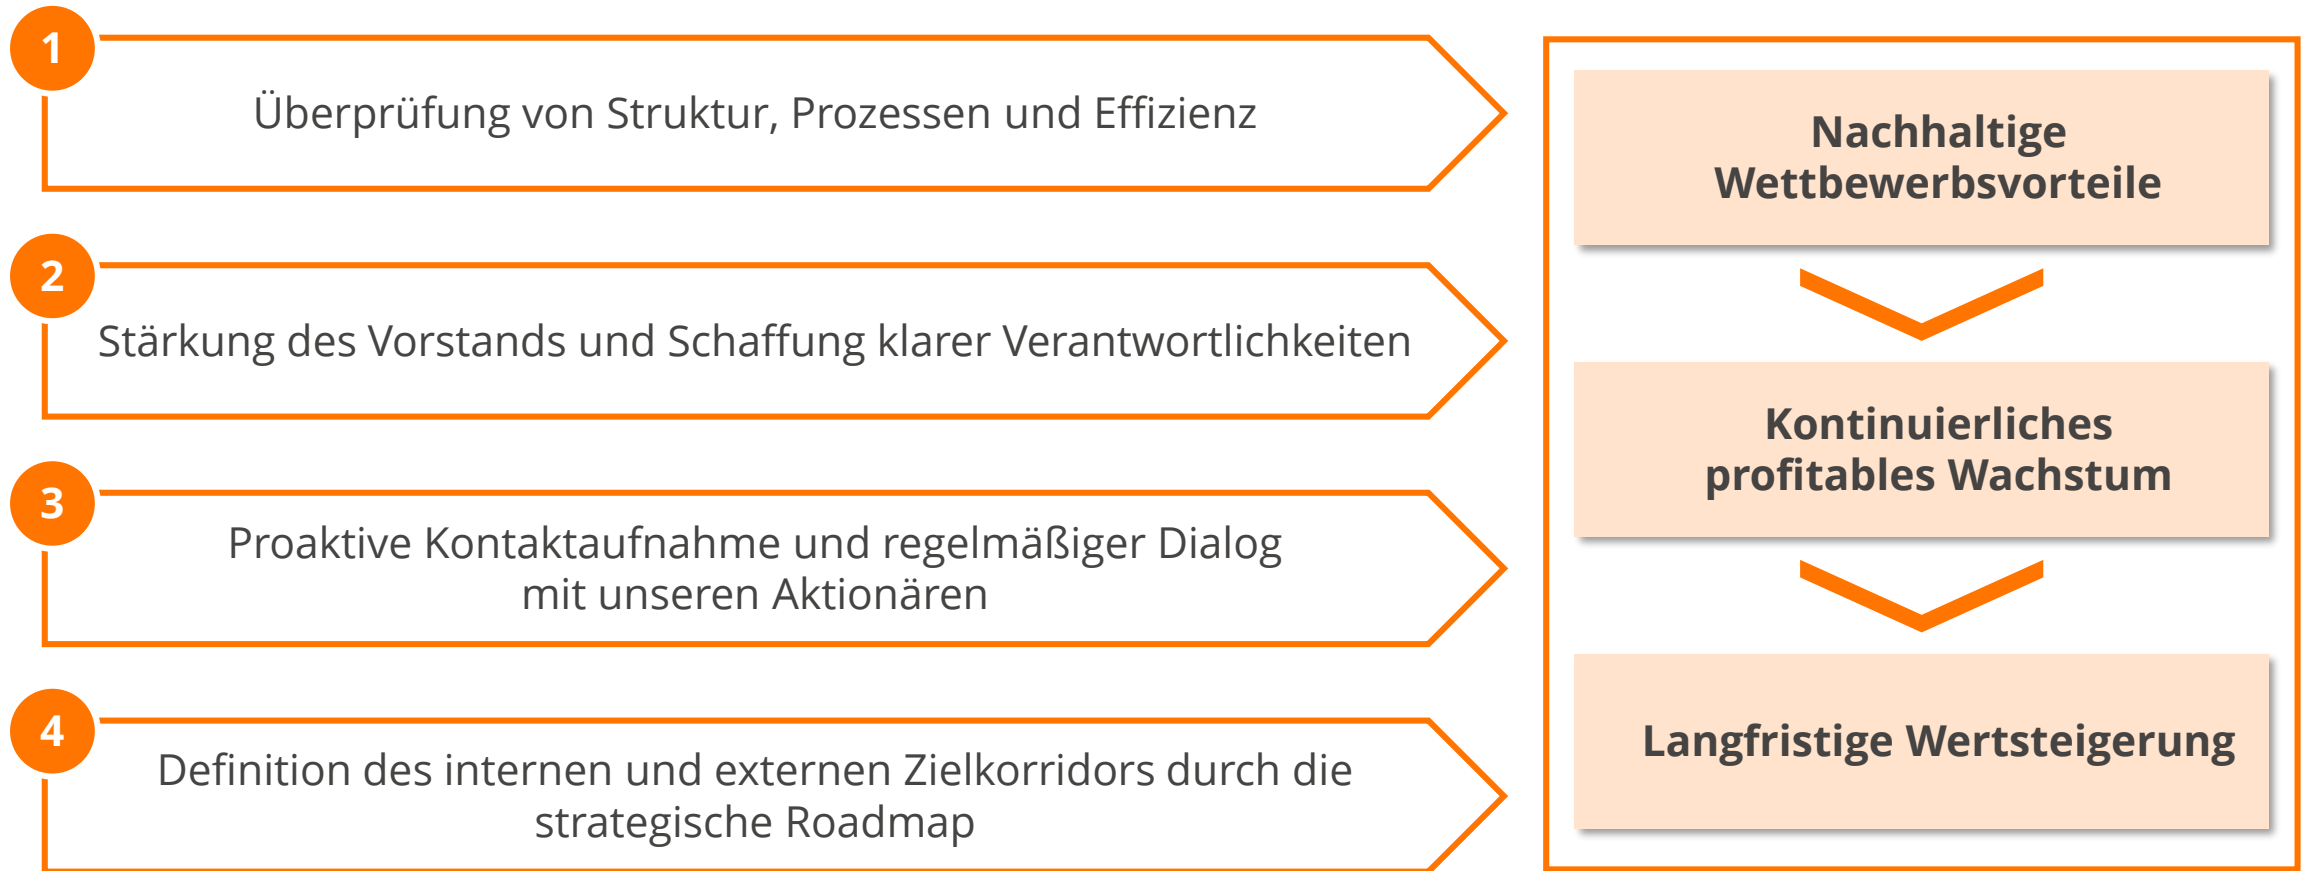 1
Überprüfung von Struktur, Prozessen und Effizienz
2
Stärkung des Vorstands und Schaffung klarer Verantwortlichkeiten
3
Proaktive Kontaktaufnahme und regelmäßiger Dialog
mit unseren Aktionären
4
Definition des internen und externen Zielkorridors durch die
strategische Roadmap
Nachhaltige
Wettbewerbsvorteile
Kontinuierliches
profitables Wachstum
Langfristige Wertsteigerung